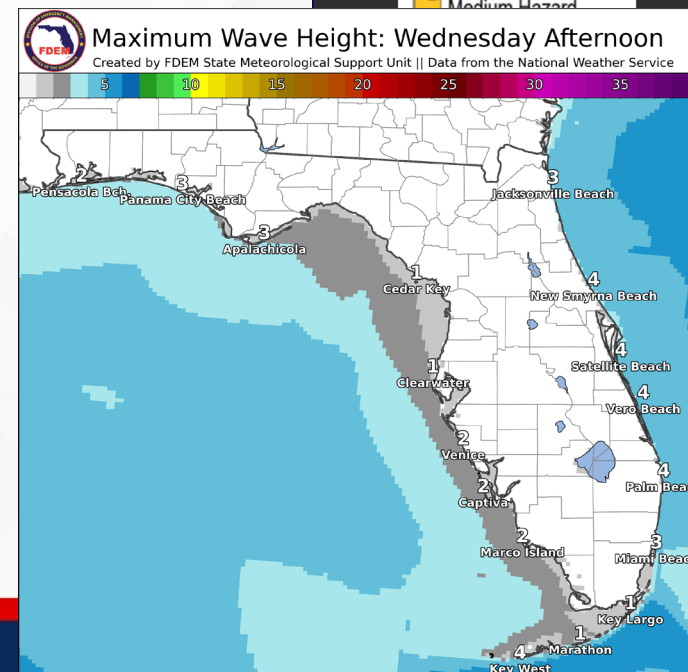 Medium Hazard
FDEM
Maximum Wave Height: Wednesday Afternoon
Created by FDEM State Meteorological Support Unit || Data from the National Weather Service
5 10 15 20 25 30 35
2
Pensacola Bch.
3
Panama City Beach
3
Jacksonville Beach
3
Apalachicola
1
Cedar Key
4
New Smyrna Beach
4
Satellite Beach
1
Clearwater
4
Vero Beach
2
Venice
4
Palm Bea
2
Captiva
2
Marco Island
3
Miami Beac
1
Key Largo
1
Marathon
4
Key West